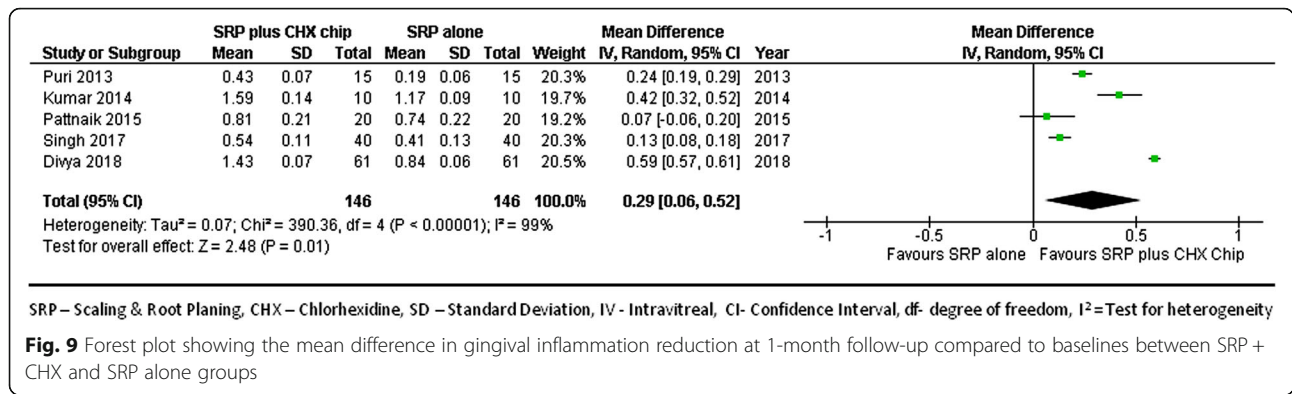 SRP plus CHX chip SRP alone Mean Difference Mean Difference
Study or Subgroup Mean SD Total Mean SD Total Weight IV, Random, 95% CI Year IV, Random, 95% CI
Puri 2013 0.43 0.07 15 0.19 0.06 15 20.3% 0.24 [0.19, 0.29] 2013
Kumar 2014 1.59 0.14 10 1.17 0.09 10 19.7% 0.42 [0.32, 0.52] 2014
Pattnaik 2015 0.81 0.21 20 0.74 0.22 20 19.2% 0.07 [-0.06, 0.20] 2015
Singh 2017 0.54 0.11 40 0.41 0.13 40 20.3% 0.13 [0.08, 0.18] 2017
Divya 2018 1.43 0.07 61 0.84 0.06 61 20.5% 0.59 [0.57, 0.61] 2018
Total (95% CI) 146 146 100.0% 0.29 [0.06, 0.52]
Heterogeneity: Tau² = 0.07; Chi² = 390.36, df = 4 (P < 0.00001); I² = 99%
Test for overall effect: Z = 2.48 (P = 0.01)
-1 -0.5 0 0.5 1
Favours SRP alone Favours SRP plus CHX Chip
SRP – Scaling & Root Planing, CHX – Chlorhexidine, SD – Standard Deviation, IV - Intravitreal, CI- Confidence Interval, df- degree of freedom, I²=Test for heterogeneity
Fig. 9 Forest plot showing the mean difference in gingival inflammation reduction at 1-month follow-up compared to baselines between SRP +
CHX and SRP alone groups